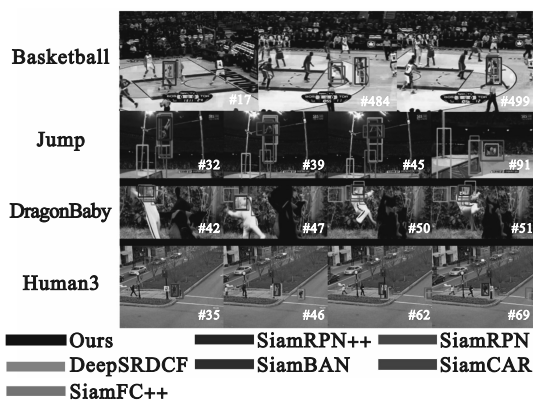 Basketball
#17 #484 #499
Jump
#32 #39 #45 #91
DragonBaby
#42 #47 #50 #51
Human3
#35 #46 #62 #69
Ours SiamRPN++ SiamRPN
DeepSRDCF SiamBAN SiamCAR
SiamFC++